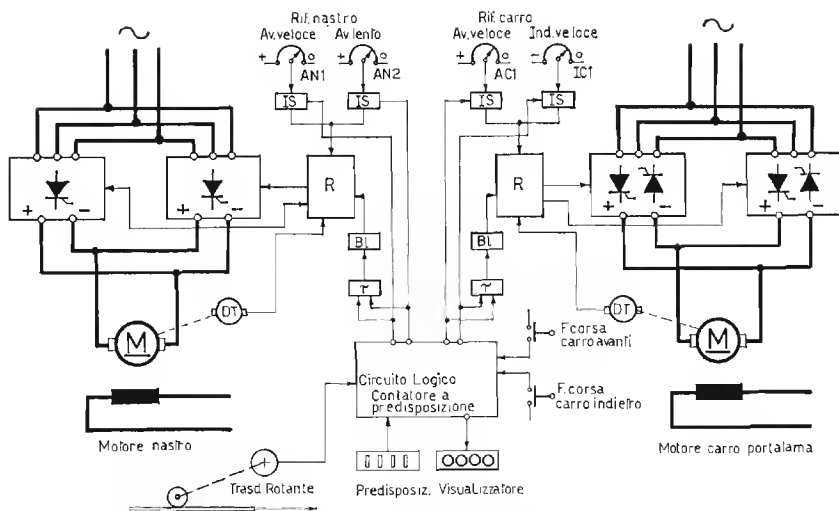 Rif. nastro
Av. veloce Av lento
+ o + o
AN1 AN2
IS IS
Rif. carro
Av. veloce Ind. veloce
+ o − o
AC1 IC1
IS IS
R
R
+ − + −
+ − + −
Bl
Bl
τ
τ
DT
DT
M
M
F. corsa
carro avanti
F. corsa
carro indietro
Circuito Logico
Contatore a
predisposizione
Motore nastro
Motore carro portalama
Trasd. Rotante
Predisposiz. Visualizzatore